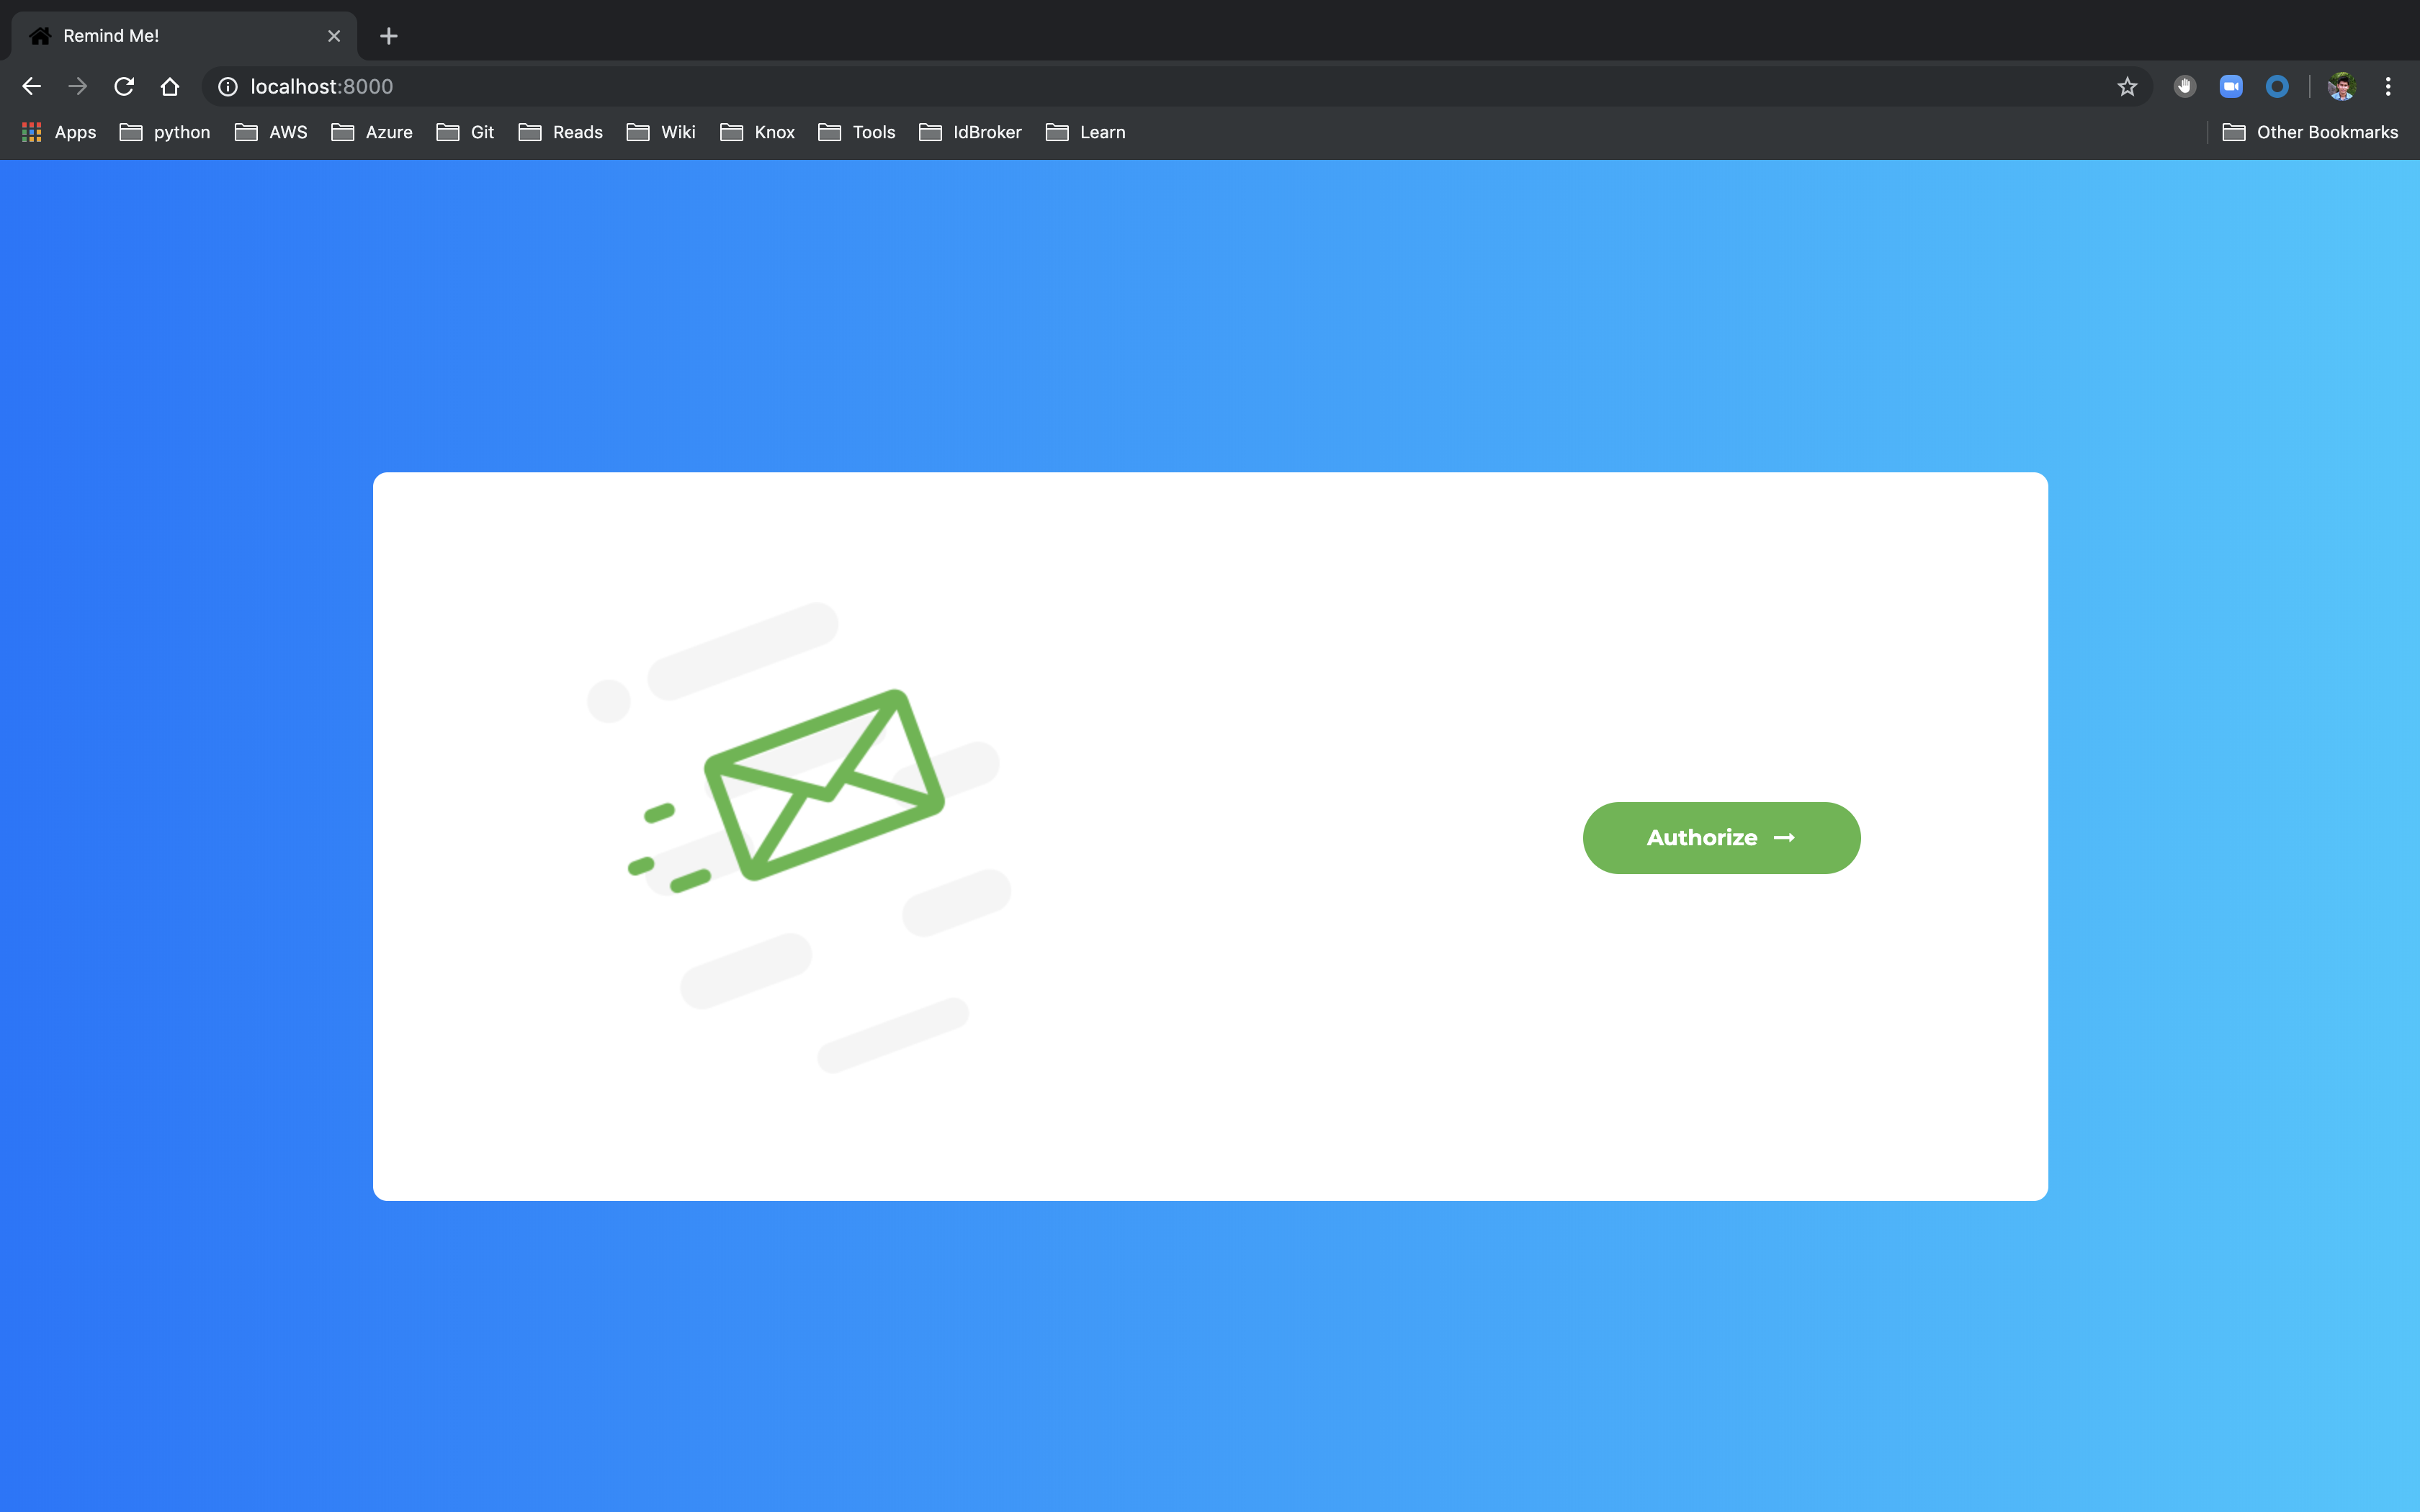 Remind Me!
localhost:8000
Apps python AWS Azure Git Reads Wiki Knox Tools IdBroker Learn Other Bookmarks
Authorize →